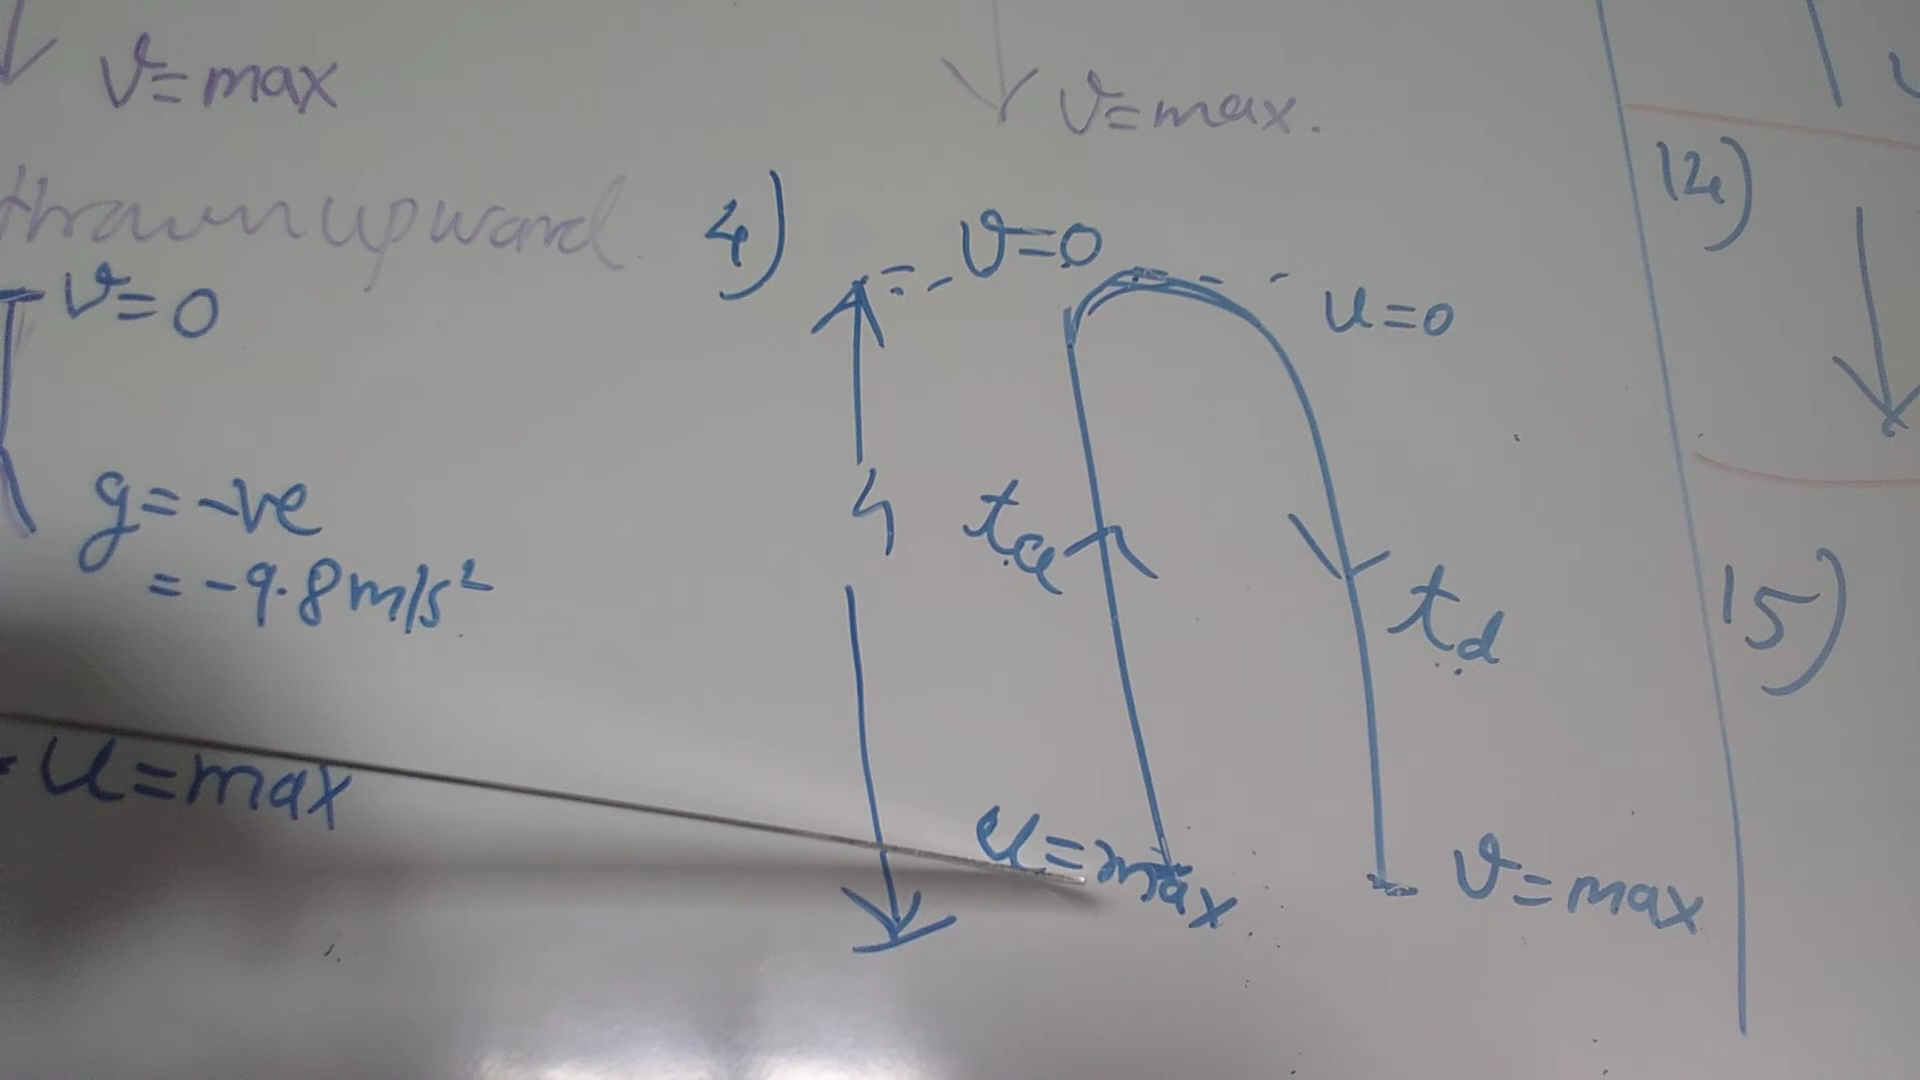 v=max
v=max.
thrown upward
v=0
g=-ve
=-9.8m/s²
u=max
4)
v=0
u=0
h
ta
td
u=max
v=max
12)
15)